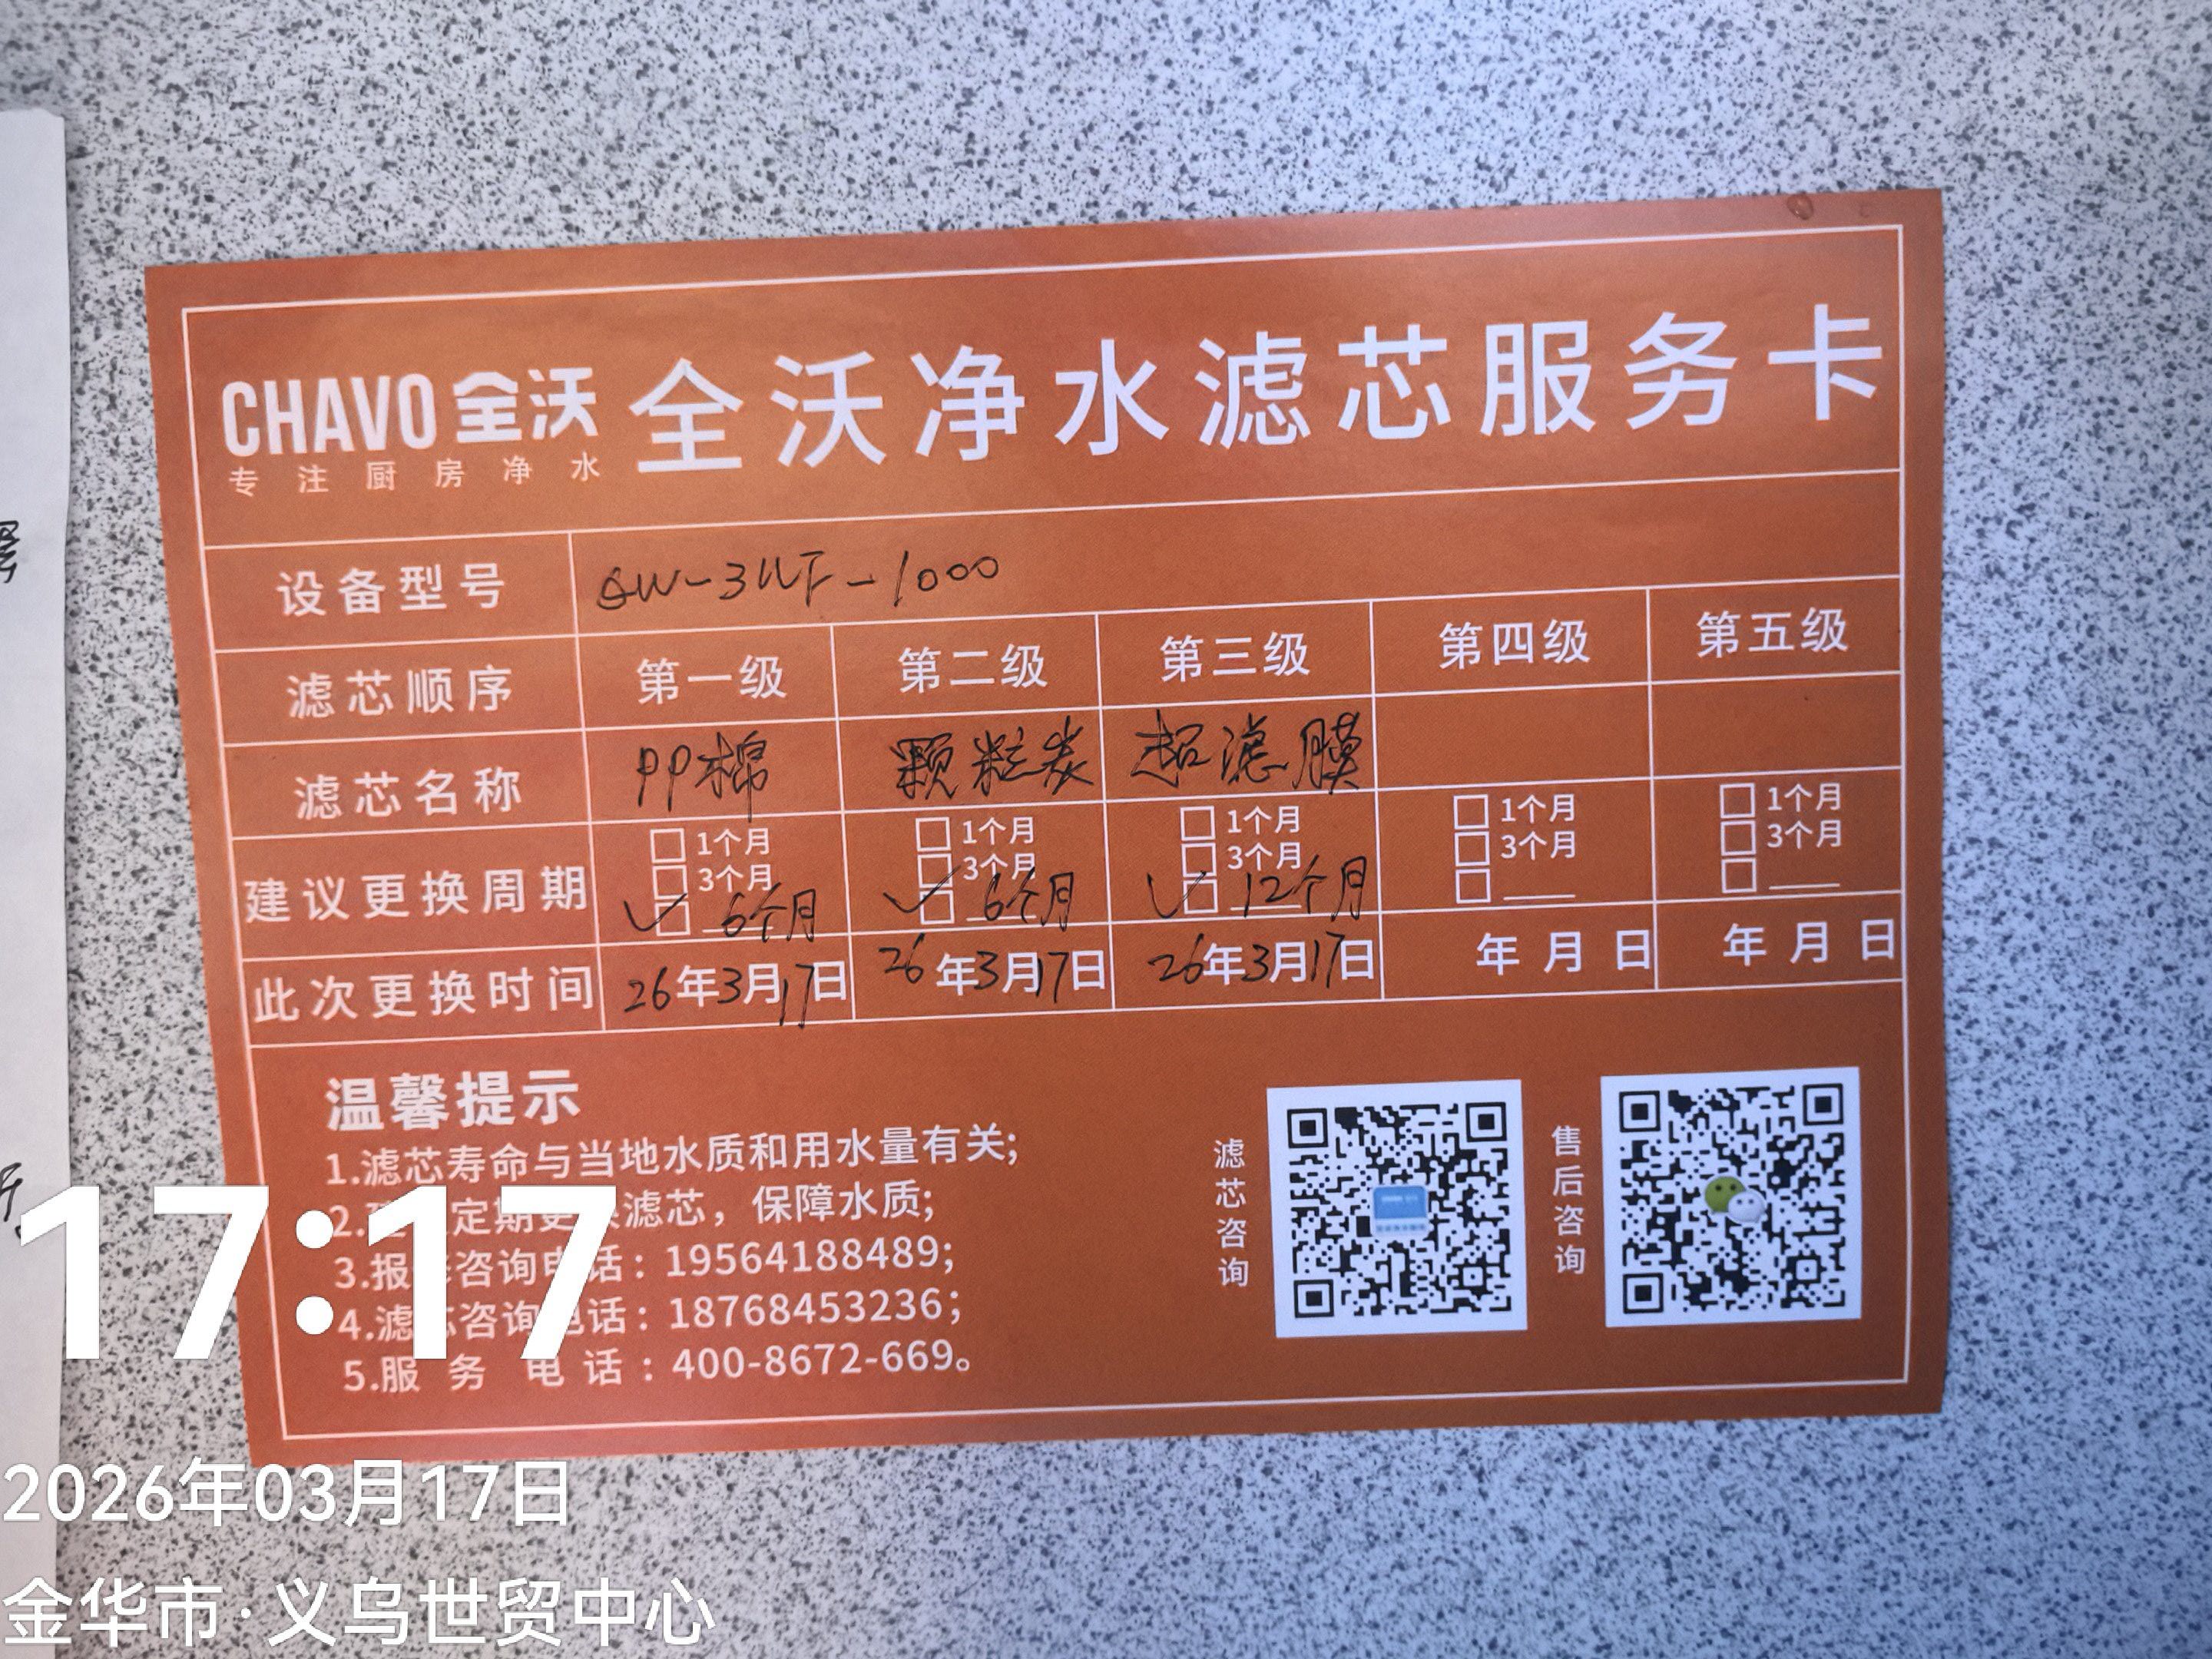 CHAVO 全沃
专注厨房净水
全沃净水滤芯服务卡
设备型号 QW-3UF-1000
滤芯顺序 第一级 第二级 第三级 第四级 第五级
滤芯名称 PP棉 颗粒炭 超滤膜
1个月 1个月 1个月 1个月 1个月
3个月 3个月 3个月 3个月 3个月
建议更换周期 ✓ 6个月 ✓ 6个月 ✓ 12个月
此次更换时间 26年3月17日 26年3月17日 26年3月17日 年月日 年月日
温馨提示
1.滤芯寿命与当地水质和用水量有关;
2. 定期更 滤芯，保障水质;
3.报 咨询电话：19564188489;
4.滤芯咨询电话：18768453236;
5.服务电话：400-8672-669。
滤芯咨询
售后咨询
17:17
2026年03月17日
金华市·义乌世贸中心